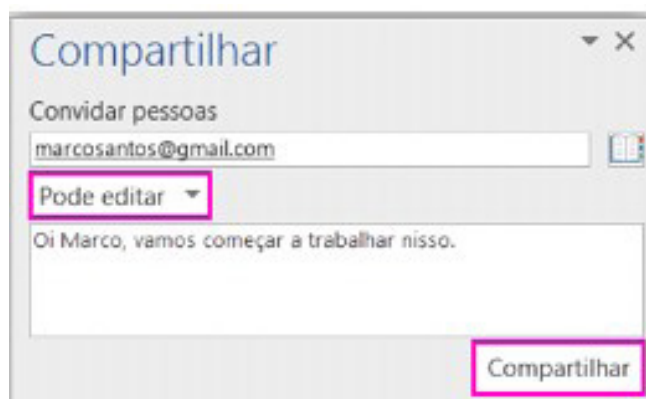 Compartilhar
Convidar pessoas
marcosantos@gmail.com
Pode editar
Oi Marco, vamos começar a trabalhar nisso.
Compartilhar